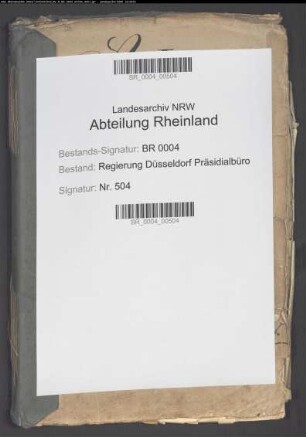 BR_0004_00504
Landesarchiv NRW
Abteilung Rheinland
Bestands-Signatur: BR 0004
Bestand: Regierung Düsseldorf Präsidialbüro
Signatur: Nr. 504
BR_0004_00504